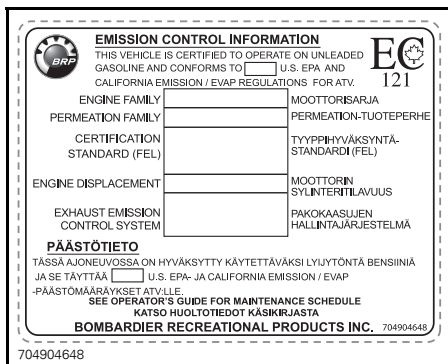 EMISSION CONTROL INFORMATION
BRP
THIS VEHICLE IS CERTIFIED TO OPERATE ON UNLEADED
GASOLINE AND CONFORMS TO U.S. EPA AND
CALIFORNIA EMISSION / EVAP REGULATIONS FOR ATV.
EC
121
ENGINE FAMILY MOOTTORISARJA
PERMEATION FAMILY PERMEATION-TUOTEPERHE
CERTIFICATION TYYPPIHYVÄKSYNTÄ-
STANDARD (FEL) STANDARDI (FEL)
ENGINE DISPLACEMENT MOOTTORIN
SYLINTERITILAVUUS
EXHAUST EMISSION PAKOKAASUJEN
CONTROL SYSTEM HALLINTAJÄRJESTELMÄ
PÄÄSTÖTIETO
TÄSSÄ AJONEUVOSSA ON HYVÄKSYTTY KÄYTETTÄVÄKSI LYIJYTÖNTÄ BENSIINIÄ
JA SE TÄYTTÄÄ U.S. EPA- JA CALIFORNIA EMISSION / EVAP
-PÄÄSTÖMÄÄRÄYKSET ATV:LLE.
SEE OPERATOR'S GUIDE FOR MAINTENANCE SCHEDULE
KATSO HUOLTOTIEDOT KÄSIKIRJASTA
BOMBARDIER RECREATIONAL PRODUCTS INC. 704904648
704904648